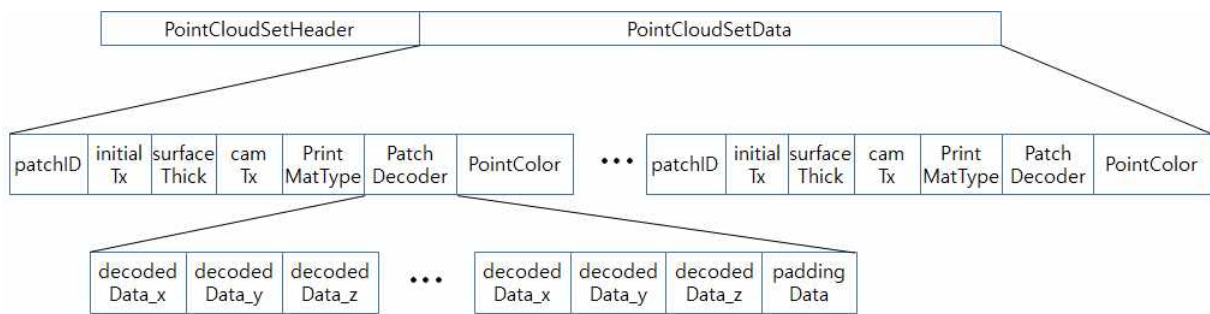 PointCloudSetHeader PointCloudSetData
patchID initial Tx surface Thick cam Tx Print MatType Patch Decoder PointColor ••• patchID initial Tx surface Thick cam Tx Print MatType Patch Decoder PointColor
decoded Data_x decoded Data_y decoded Data_z ••• decoded Data_x decoded Data_y decoded Data_z padding Data